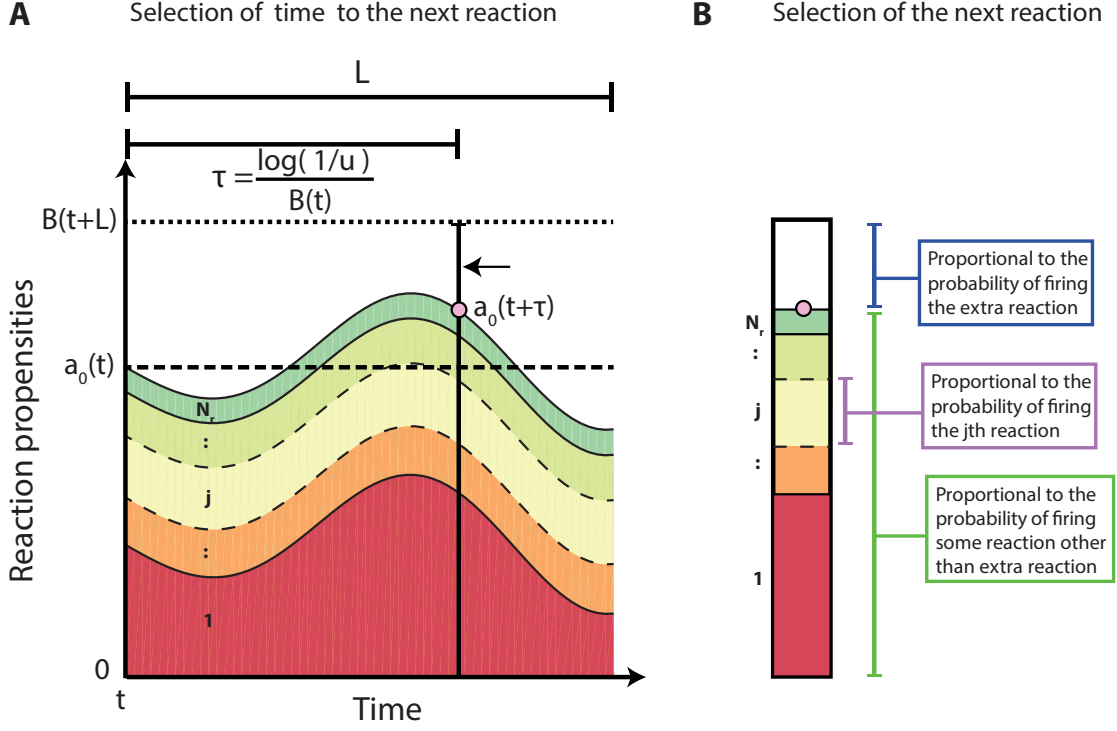 A Selection of time to the next reaction
L
τ = log( 1/u ) / B(t)
B(t+L)
a₀(t+τ)
a₀(t)
Nᵣ
:
j
:
1
0
t
Time
Reaction propensities
B Selection of the next reaction
Nᵣ
:
j
:
1
Proportional to the
probability of firing
the extra reaction
Proportional to the
probability of firing
the jth reaction
Proportional to the
probability of firing
some reaction other
than extra reaction